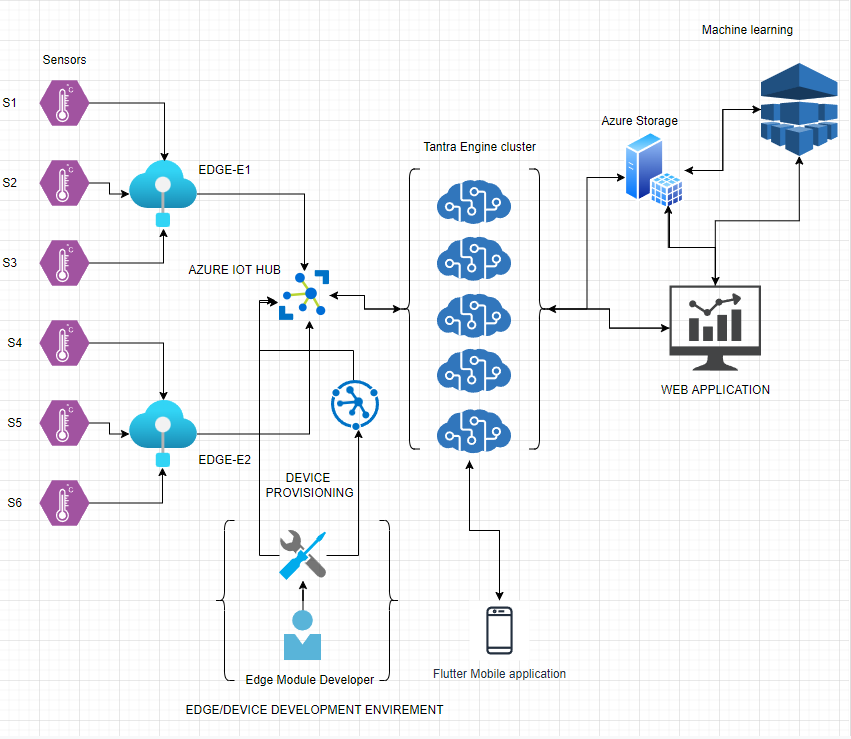 Machine learning
Sensors
S1
Azure Storage
Tantra Engine cluster
EDGE-E1
S2
S3
AZURE IOT HUB
S4
WEB APPLICATION
S5
EDGE-E2
DEVICE
PROVISIONING
S6
Edge Module Developer
Flutter Mobile application
EDGE/DEVICE DEVELOPMENT ENVIREMENT